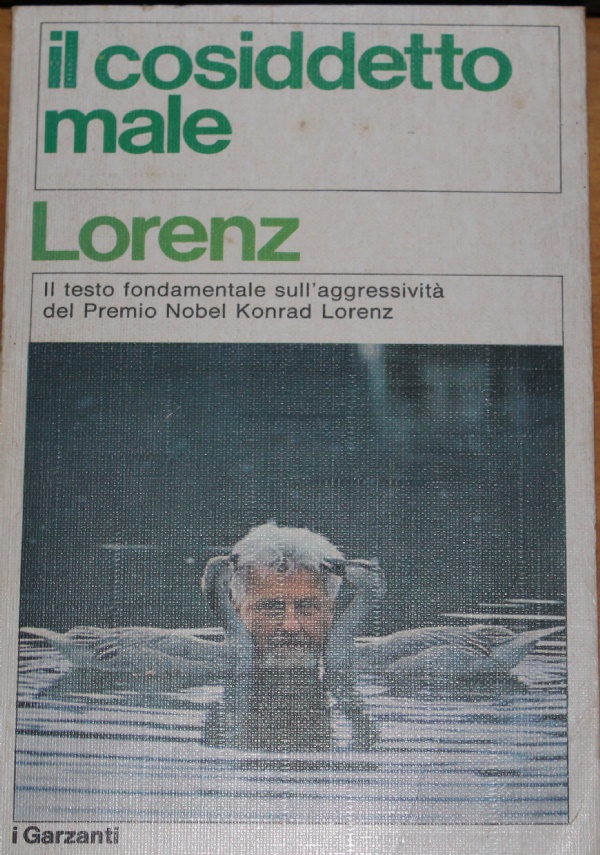 il cosiddetto
male
Lorenz
Il testo fondamentale sull'aggressività
del Premio Nobel Konrad Lorenz
i Garzanti